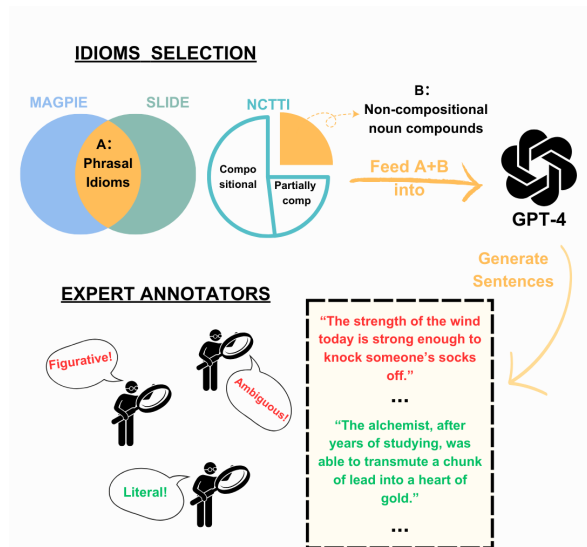 IDIOMS SELECTION
MAGPIE
SLIDE
A:
Phrasal
Idioms
NCTTI
Compo
sitional
Partially
comp
B:
Non-compositional
noun compounds
Feed A+B
into
GPT-4
Generate
Sentences
EXPERT ANNOTATORS
Figurative!
Ambiguous!
Literal!
“The strength of the wind
today is strong enough to
knock someone’s socks
off.”
...
“The alchemist, after
years of studying, was
able to transmute a chunk
of lead into a heart of
gold.”
...